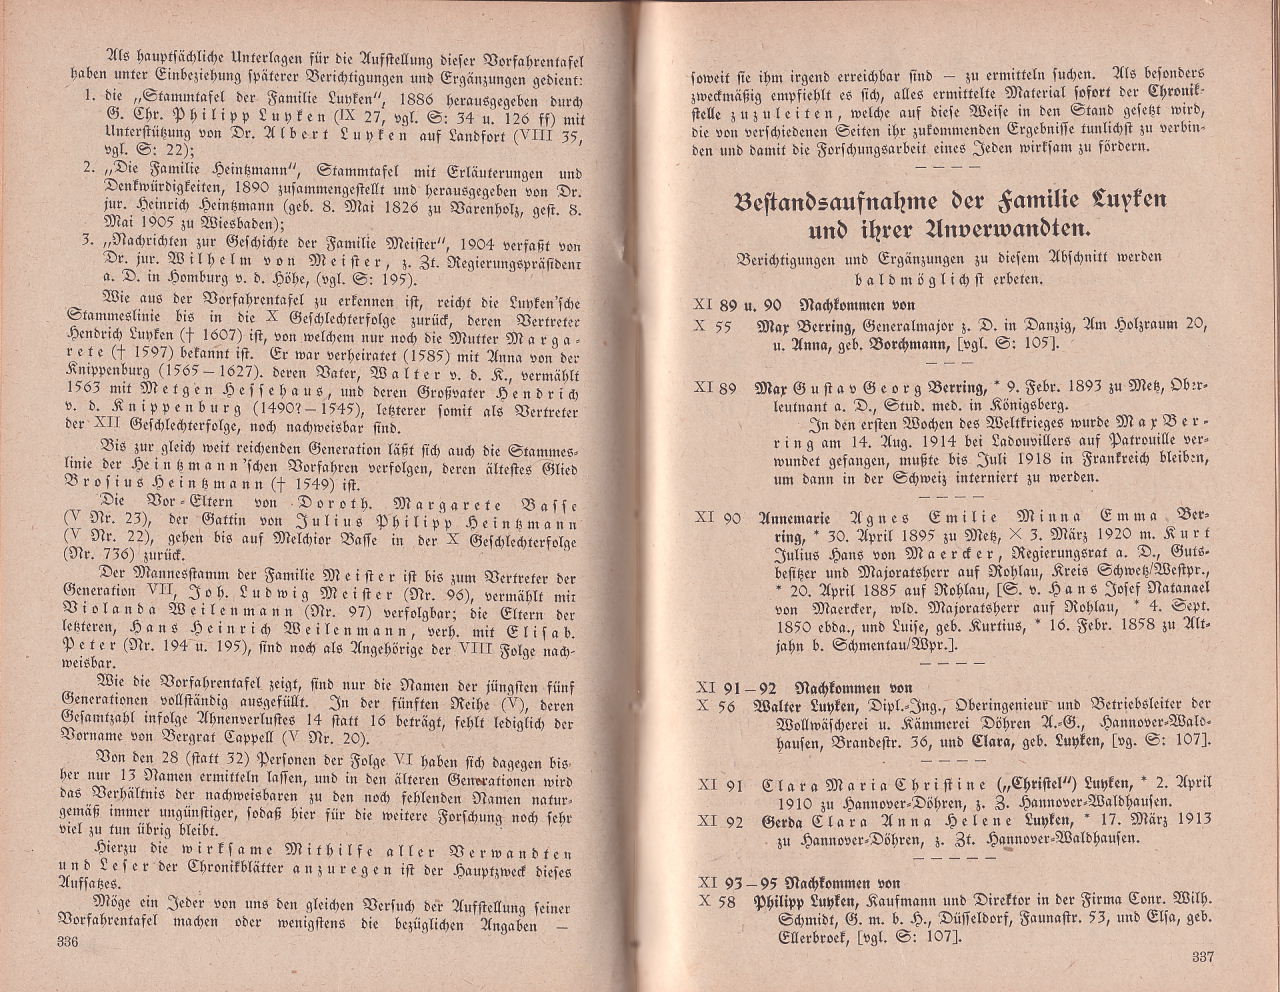 Als hauptsächliche Unterlagen für die Aufstellung dieser Vorfahrentafel
haben unter Einbeziehung späterer Berichtigungen und Ergänzungen gedient:
1. die „Stammtafel der Familie Luyken“, 1886 herausgegeben durch
G. Chr. Philipp Luyken (IX 27, vgl. S: 34 u. 126 ff) mit
Unterstützung von Dr. Albert Luyken auf Landfort (VIII 35,
vgl. S: 22);
2. „Die Familie Heintzmann“, Stammtafel mit Erläuterungen und
Denkwürdigkeiten, 1890 zusammengestellt und herausgegeben von Dr.
jur. Heinrich Heintzmann (geb. 8. Mai 1826 zu Varenholz, gest. 8.
Mai 1905 zu Wiesbaden);
3. „Nachrichten zur Geschichte der Familie Meister“, 1904 verfaßt von
Dr. jur. Wilhelm von Meister, z. Zt. Regierungspräsident
a. D. in Homburg v. d. Höhe, (vgl. S: 195).
Wie aus der Vorfahrentafel zu erkennen ist, reicht die Luyken'sche
Stammeslinie bis in die X Geschlechterfolge zurück, deren Vertreter
Hendrich Luyken († 1607) ist, von welchem nur noch die Mutter Marga-
rete († 1597) bekannt ist. Er war verheiratet (1585) mit Anna von der
Knippenburg (1565—1627). deren Vater, Walter v. d. K., vermählt
1563 mit Metgen Hessehaus, und deren Großvater Hendrich
v. d. Knippenburg (1490?—1545), letzterer somit als Vertreter
der XII Geschlechterfolge, noch nachweisbar sind.
Bis zur gleich weit reichenden Generation läßt sich auch die Stammes-
linie der Heintzmann'schen Vorfahren verfolgen, deren ältestes Glied
Brosius Heintzmann († 1549) ist.
Die Vor-Eltern von Doroth. Margarete Basse
(V Nr. 23), der Gattin von Julius Philipp Heintzmann
(V Nr. 22), gehen bis auf Melchior Basse in der X Geschlechterfolge
(Nr. 736) zurück.
Der Mannesstamm der Familie Meister ist bis zum Vertreter der
Generation VII, Joh. Ludwig Meister (Nr. 96), vermählt mit
Violanda Weilenmann (Nr. 97) verfolgbar; die Eltern der
letzteren, Hans Heinrich Weilenmann, verh. mit Elisab.
Peter (Nr. 194 u. 195), sind noch als Angehörige der VIII Folge nach-
weisbar.
Wie die Vorfahrentafel zeigt, sind nur die Namen der jüngsten fünf
Generationen vollständig ausgefüllt. In der fünften Reihe (V), deren
Gesamtzahl infolge Ahnenverlustes 14 statt 16 beträgt, fehlt lediglich der
Vorname von Bergrat Cappell (V Nr. 20).
Von den 28 (statt 32) Personen der Folge VI haben sich dagegen bis-
her nur 13 Namen ermitteln lassen, und in den älteren Generationen wird
das Verhältnis der nachweisbaren zu den noch fehlenden Namen natur-
gemäß immer ungünstiger, sodaß hier für die weitere Forschung noch sehr
viel zu tun übrig bleibt.
Hierzu die wirksame Mithilfe aller Verwandten
und Leser der Chronikblätter anzuregen ist der Hauptzweck dieses
Aufsatzes.
Möge ein Jeder von uns den gleichen Versuch der Aufstellung seiner
Vorfahrentafel machen oder wenigstens die bezüglichen Angaben —
336
soweit sie ihm irgend erreichbar sind — zu ermitteln suchen. Als besonders
zweckmäßig empfiehlt es sich, alles ermittelte Material sofort der Chronik-
stelle zuzuleiten, welche auf diese Weise in den Stand gesetzt wird,
die von verschiedenen Seiten ihr zukommenden Ergebnisse tunlichst zu verbin-
den und damit die Forschungsarbeit eines Jeden wirksam zu fördern.
Bestandsaufnahme der Familie Luyken
und ihrer Anverwandten.
Berichtigungen und Ergänzungen zu diesem Abschnitt werden
baldmöglichst erbeten.
XI 89 u. 90 Nachkommen von
X 55 Max Berring, Generalmajor z. D. in Danzig, Am Holzraum 20,
u. Anna, geb. Borchmann, [vgl. S: 105].
XI 89 Max Gustav Georg Berring, * 9. Febr. 1893 zu Metz, Ober-
leutnant a. D., Stud. med. in Königsberg.
In den ersten Wochen des Weltkrieges wurde Max Ber-
ring am 14. Aug. 1914 bei Ladouvillers auf Patrouille ver-
wundet gefangen, mußte bis Juli 1918 in Frankreich bleiben,
um dann in der Schweiz interniert zu werden.
XI 90 Annemarie Agnes Emilie Minna Emma Ber-
ring, * 30. April 1895 zu Metz, × 3. März 1920 m. Kurt
Julius Hans von Maercker, Regierungsrat a. D., Guts-
besitzer und Majoratsherr auf Rohlau, Kreis Schwetz/Westpr.,
* 20. April 1885 auf Rohlau, [S. v. Hans Josef Natanael
von Maercker, wld. Majoratsherr auf Rohlau, * 4. Sept.
1850 ebda., und Luise, geb. Kurtius, * 16. Febr. 1858 zu Alt-
jahn b. Schmentau/Wpr.].
XI 91—92 Nachkommen von
X 56 Walter Luyken, Dipl.-Ing., Oberingenieur und Betriebsleiter der
Wollwäscherei u. Kämmerei Döhren A.-G., Hannover-Wald-
hausen, Brandestr. 36, und Clara, geb. Luyken, [vg. S: 107].
XI 91 Clara Maria Christine („Christel“) Luyken, * 2. April
1910 zu Hannover-Döhren, z. Z. Hannover-Waldhausen.
XI 92 Gerda Clara Anna Helene Luyken, * 17. März 1913
zu Hannover-Döhren, z. Zt. Hannover-Waldhausen.
XI 93—95 Nachkommen von
X 58 Philipp Luyken, Kaufmann und Direktor in der Firma Conr. Wilh.
Schmidt, G. m. b. H., Düsseldorf, Faunastr. 53, und Elsa, geb.
Ellerbroek, [vgl. S: 107].
337